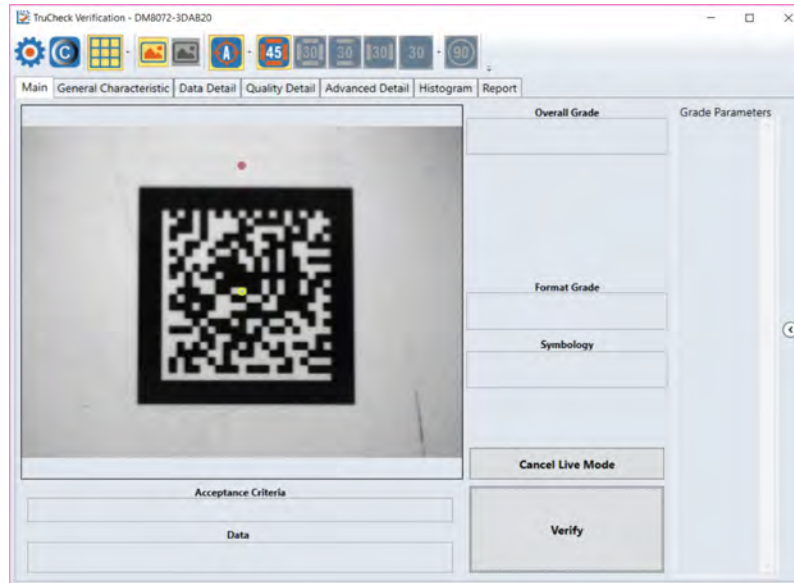 TruCheck Verification - DM8072-3DAB20
C A 45 30 30 30 30 90
Main General Characteristic Data Detail Quality Detail Advanced Detail Histogram Report
Overall Grade
Grade Parameters
Format Grade
Symbology
Cancel Live Mode
Acceptance Criteria
Verify
Data